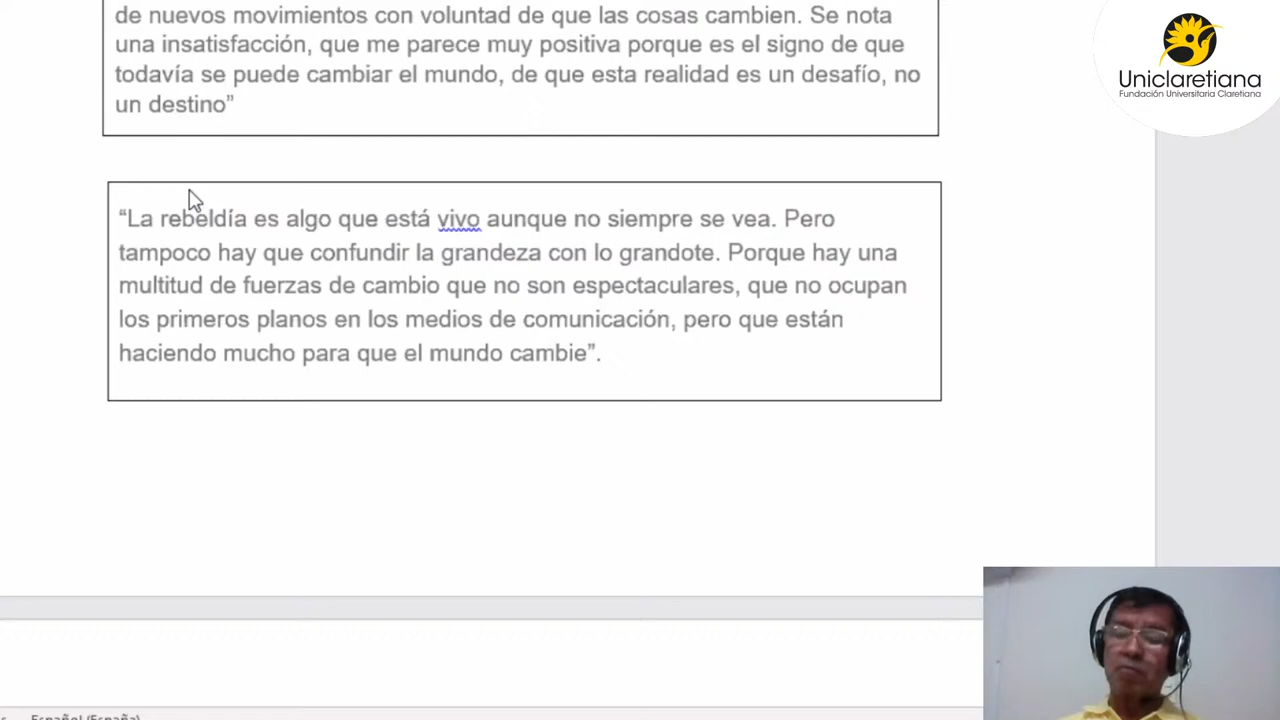 de nuevos movimientos con voluntad de que las cosas cambien. Se nota
una insatisfacción, que me parece muy positiva porque es el signo de que
todavía se puede cambiar el mundo, de que esta realidad es un desafío, no
un destino”
Uniclaretiana
Fundación Universitaria Claretiana
“La rebeldía es algo que está vivo aunque no siempre se vea. Pero
tampoco hay que confundir la grandeza con lo grandote. Porque hay una
multitud de fuerzas de cambio que no son espectaculares, que no ocupan
los primeros planos en los medios de comunicación, pero que están
haciendo mucho para que el mundo cambie”.
Español (España)